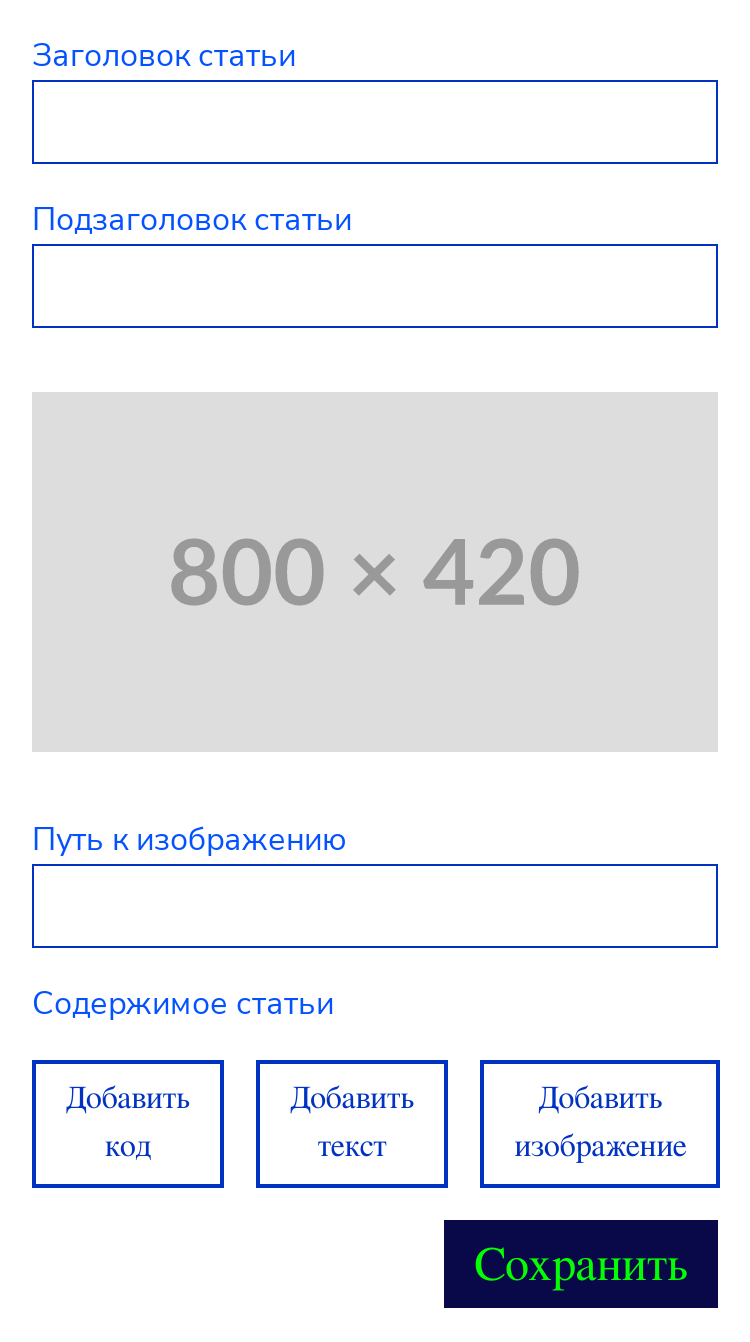 Заголовок статьи
Подзаголовок статьи
800 × 420
Путь к изображению
Содержимое статьи
Добавить
код
Добавить
текст
Добавить
изображение
Сохранить